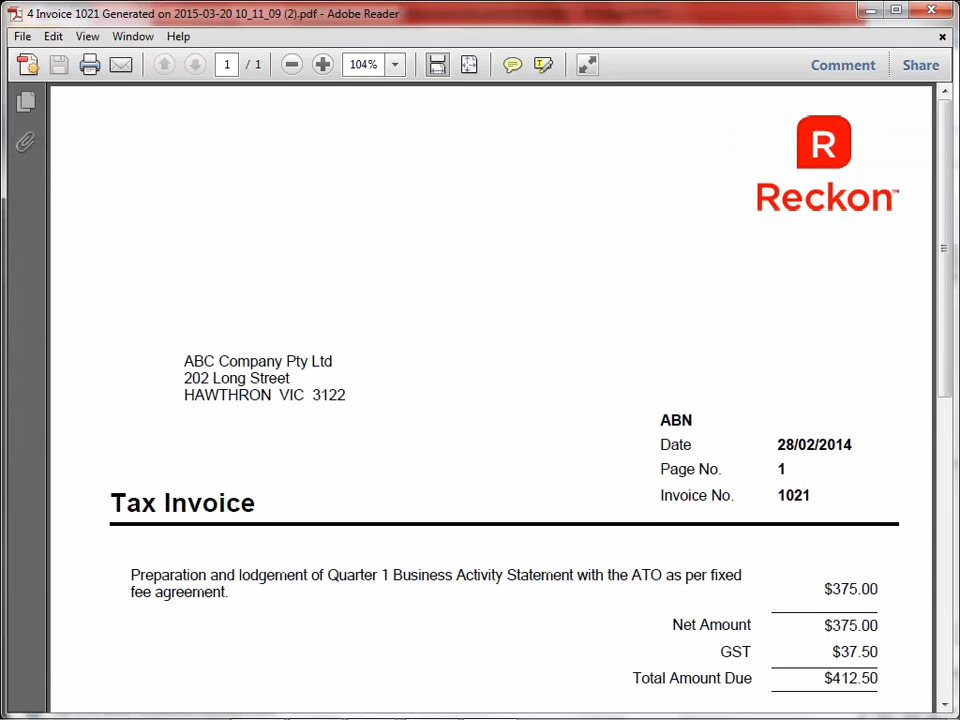 4 Invoice 1021 Generated on 2015-03-20 10_11_09 (2).pdf - Adobe Reader
File Edit View Window Help
1 / 1 104% Comment Share
R
Reckon™
ABC Company Pty Ltd
202 Long Street
HAWTHRON VIC 3122
ABN
Date 28/02/2014
Page No. 1
Invoice No. 1021
Tax Invoice
Preparation and lodgement of Quarter 1 Business Activity Statement with the ATO as per fixed
fee agreement.
$375.00
Net Amount $375.00
GST $37.50
Total Amount Due $412.50